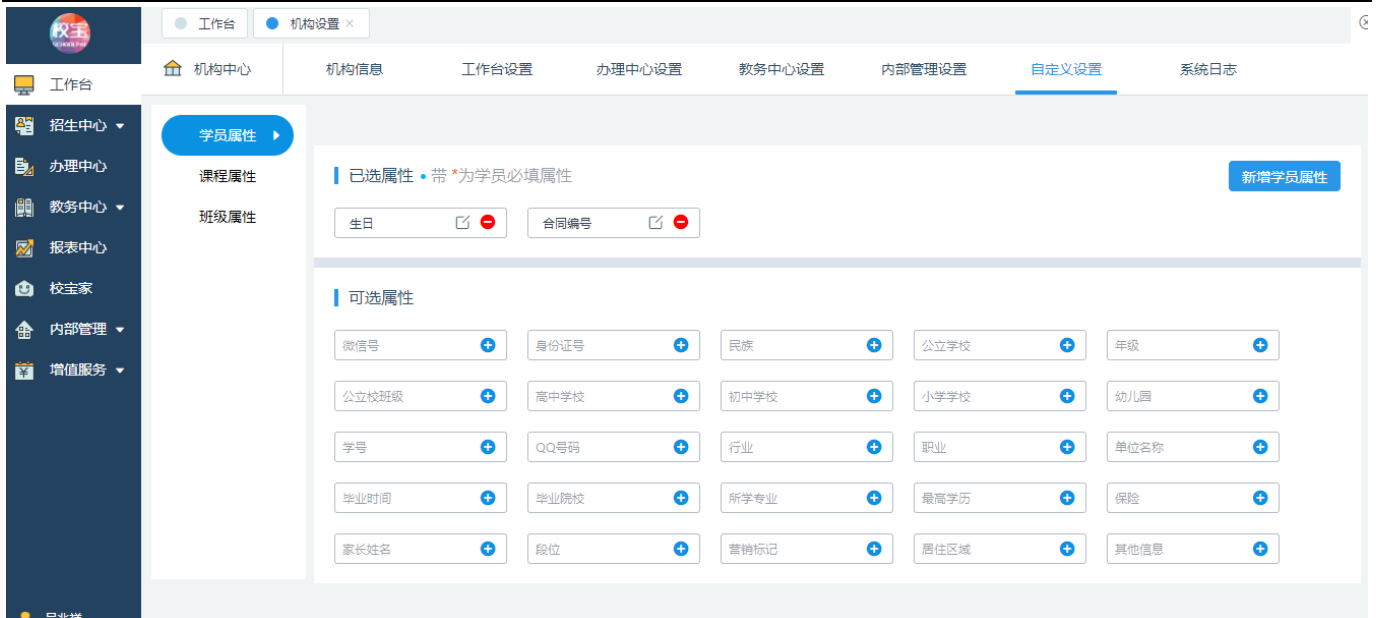 校宝
SCHOOLPAL
工作台
机构设置 ×
机构中心
机构信息
工作台设置
办理中心设置
教务中心设置
内部管理设置
自定义设置
系统日志
工作台
招生中心
办理中心
教务中心
报表中心
校宝家
内部管理
增值服务
学员属性
课程属性
班级属性
已选属性 • 带 *为学员必填属性
新增学员属性
生日
合同编号
可选属性
微信号
身份证号
民族
公立学校
年级
公立校班级
高中学校
初中学校
小学学校
幼儿园
学号
QQ号码
行业
职业
单位名称
毕业时间
毕业院校
所学专业
最高学历
保险
家长姓名
段位
营销标记
居住区域
其他信息